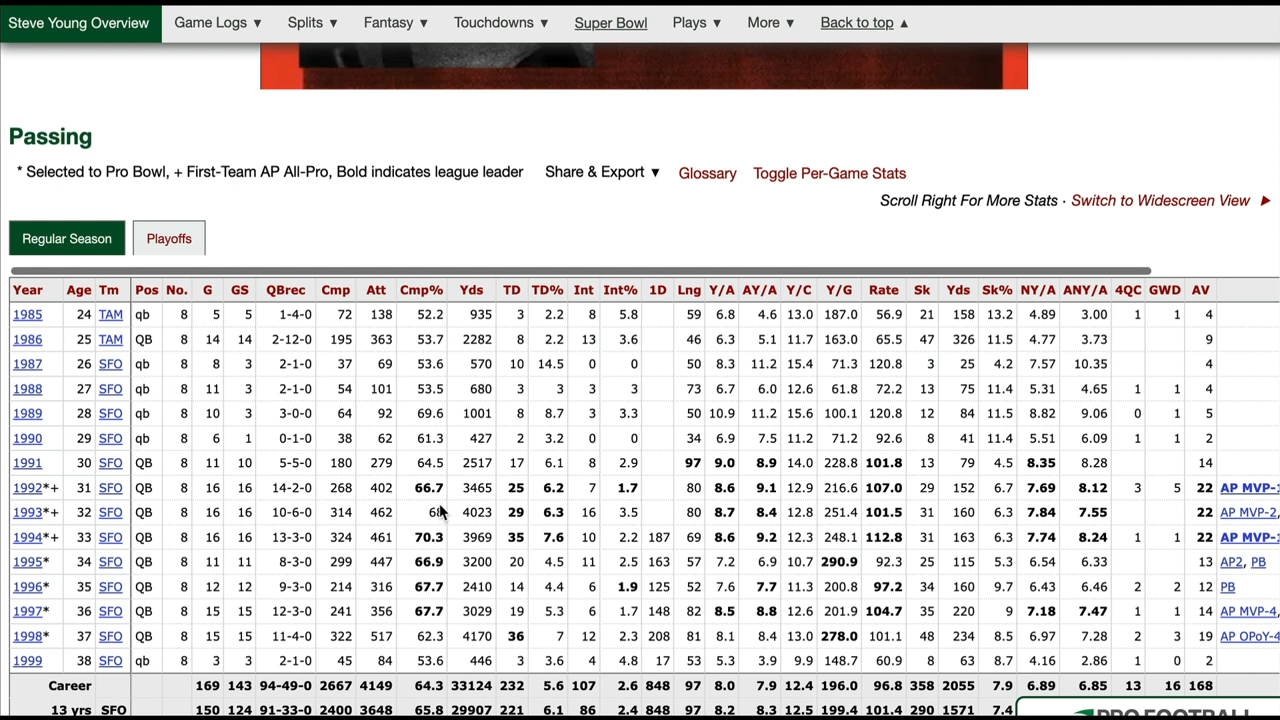 Steve Young Overview Game Logs ▼ Splits ▼ Fantasy ▼ Touchdowns ▼ Super Bowl Plays ▼ More ▼ Back to top ▲
Passing
* Selected to Pro Bowl, + First-Team AP All-Pro, Bold indicates league leader Share & Export ▼ Glossary Toggle Per-Game Stats
Scroll Right For More Stats · Switch to Widescreen View ►
Regular Season Playoffs
Year Age Tm Pos No. G GS QBrec Cmp Att Cmp% Yds TD TD% Int Int% 1D Lng Y/A AY/A Y/C Y/G Rate Sk Yds Sk% NY/A ANY/A 4QC GWD AV
1985 24 TAM qb 8 5 5 1-4-0 72 138 52.2 935 3 2.2 8 5.8 59 6.8 4.6 13.0 187.0 56.9 21 158 13.2 4.89 3.00 1 1 4
1986 25 TAM QB 8 14 14 2-12-0 195 363 53.7 2282 8 2.2 13 3.6 46 6.3 5.1 11.7 163.0 65.5 47 326 11.5 4.77 3.73 9
1987 26 SFO qb 8 8 3 2-1-0 37 69 53.6 570 10 14.5 0 0 50 8.3 11.2 15.4 71.3 120.8 3 25 4.2 7.57 10.35 4
1988 27 SFO qb 8 11 3 2-1-0 54 101 53.5 680 3 3 3 3 73 6.7 6.0 12.6 61.8 72.2 13 75 11.4 5.31 4.65 1 1 4
1989 28 SFO qb 8 10 3 3-0-0 64 92 69.6 1001 8 8.7 3 3.3 50 10.9 11.2 15.6 100.1 120.8 12 84 11.5 8.82 9.06 0 1 5
1990 29 SFO qb 8 6 1 0-1-0 38 62 61.3 427 2 3.2 0 0 34 6.9 7.5 11.2 71.2 92.6 8 41 11.4 5.51 6.09 1 1 2
1991 30 SFO QB 8 11 10 5-5-0 180 279 64.5 2517 17 6.1 8 2.9 97 9.0 8.9 14.0 228.8 101.8 13 79 4.5 8.35 8.28 14
1992*+ 31 SFO QB 8 16 16 14-2-0 268 402 66.7 3465 25 6.2 7 1.7 80 8.6 9.1 12.9 216.6 107.0 29 152 6.7 7.69 8.12 3 5 22 AP MVP-1
1993*+ 32 SFO QB 8 16 16 10-6-0 314 462 68 4023 29 6.3 16 3.5 80 8.7 8.4 12.8 251.4 101.5 31 160 6.3 7.84 7.55 22 AP MVP-2,
1994*+ 33 SFO QB 8 16 16 13-3-0 324 461 70.3 3969 35 7.6 10 2.2 187 69 8.6 9.2 12.3 248.1 112.8 31 163 6.3 7.74 8.24 1 1 22 AP MVP-1
1995* 34 SFO QB 8 11 11 8-3-0 299 447 66.9 3200 20 4.5 11 2.5 163 57 7.2 6.9 10.7 290.9 92.3 25 115 5.3 6.54 6.33 13 AP2, PB
1996* 35 SFO QB 8 12 12 9-3-0 214 316 67.7 2410 14 4.4 6 1.9 125 52 7.6 7.7 11.3 200.8 97.2 34 160 9.7 6.43 6.46 2 2 12 PB
1997* 36 SFO QB 8 15 15 12-3-0 241 356 67.7 3029 19 5.3 6 1.7 148 82 8.5 8.8 12.6 201.9 104.7 35 220 9 7.18 7.47 1 1 14 AP MVP-4,
1998* 37 SFO QB 8 15 15 11-4-0 322 517 62.3 4170 36 7 12 2.3 208 81 8.1 8.4 13.0 278.0 101.1 48 234 8.5 6.97 7.28 2 3 19 AP OPoY-4
1999 38 SFO qb 8 3 3 2-1-0 45 84 53.6 446 3 3.6 4 4.8 17 53 5.3 3.9 9.9 148.7 60.9 8 63 8.7 4.16 2.86 1 0 2
Career 169 143 94-49-0 2667 4149 64.3 33124 232 5.6 107 2.6 848 97 8.0 7.9 12.4 196.0 96.8 358 2055 7.9 6.89 6.85 13 16 168
13 yrs SFO 150 124 91-33-0 2400 3648 65.8 29907 221 6.1 86 2.4 848 97 8.2 8.3 12.5 199.4 101.4 290 1571 7.4
PRO FOOTBALL